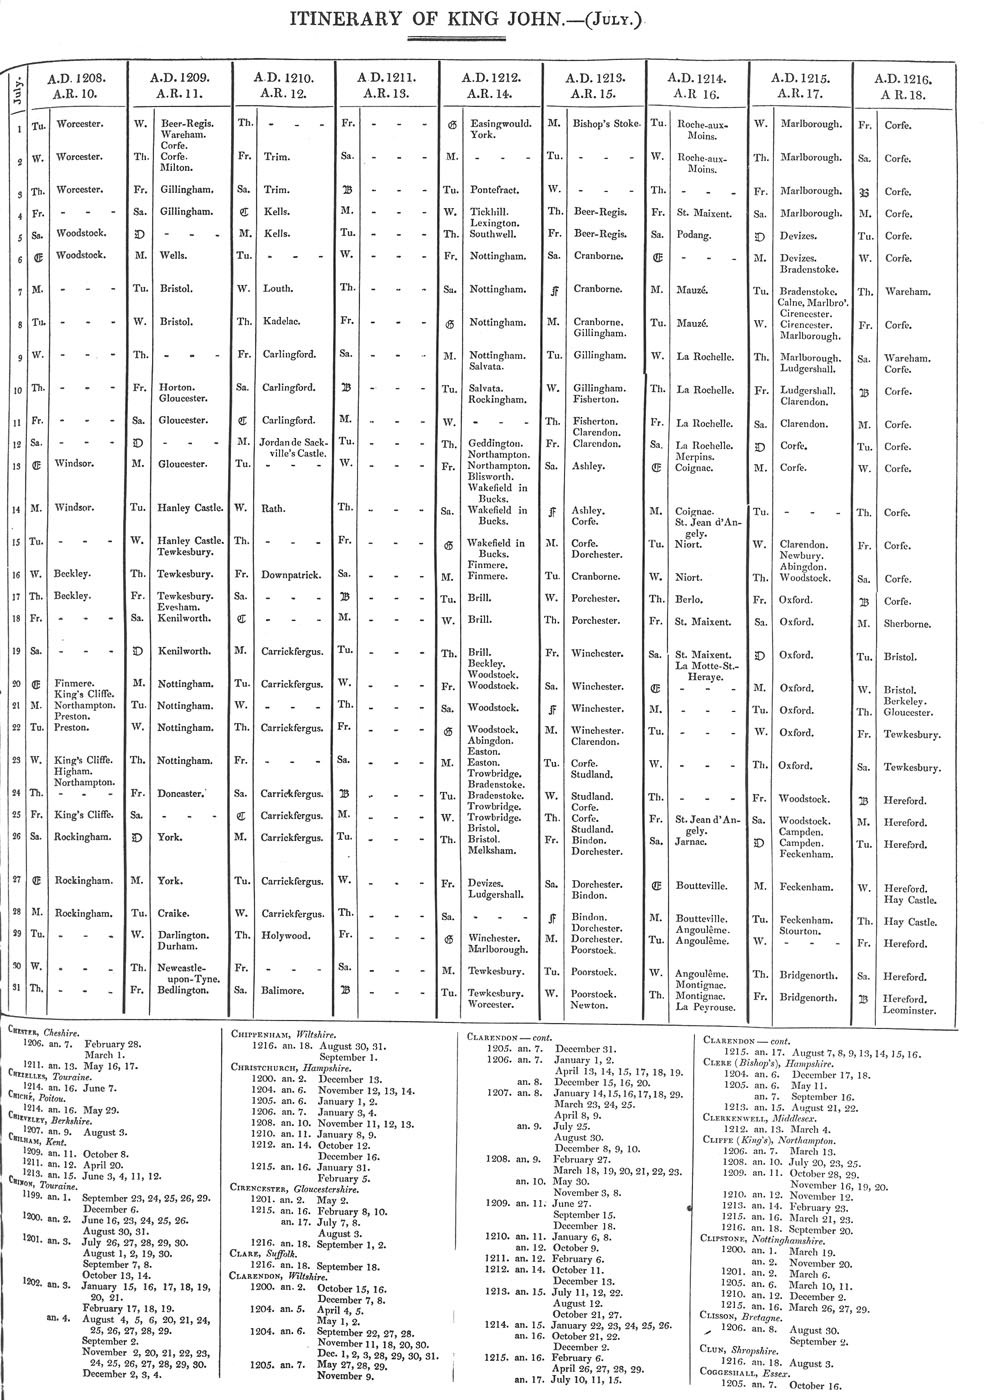 ITINERARY OF KING JOHN.—(July.)
July. A.D. 1208. A.D. 1209. A.D. 1210. A.D. 1211. A.D. 1212. A.D. 1213. A.D. 1214. A.D. 1215. A.D. 1216.
A.R. 10. A.R. 11. A.R. 12. A.R. 13. A.R. 14. A.R. 15. A.R 16. A.R. 17. A R. 18.
1 Tu. Worcester. W. Beer-Regis. Th. - - - Fr. - - - G Easingwould. M. Bishop's Stoke. Tu. Roche-aux- W. Marlborough. Fr. Corfe.
Wareham. York. Moins.
Corfe.
2 W. Worcester. Th. Corfe. Fr. Trim. Sa. - - - M. - - - Tu. - - - W. Roche-aux- Th. Marlborough. Sa. Corfe.
Milton. Moins.
3 Th. Worcester. Fr. Gillingham. Sa. Trim. B - - - Tu. Pontefract. W. - - - Th. - - - Fr. Marlborough. B Corfe.
4 Fr. - - - Sa. Gillingham. C Kells. M. - - - W. Tickhill. Th. Beer-Regis. Fr. St. Maixent. Sa. Marlborough. M. Corfe.
Lexington.
5 Sa. Woodstock. D - - - M. Kells. Tu. - - - Th. Southwell. Fr. Beer-Regis. Sa. Podang. D Devizes. Tu. Corfe.
6 E Woodstock. M. Wells. Tu. - - - W. - - - Fr. Nottingham. Sa. Cranborne. E - - - M. Devizes. W. Corfe.
Bradenstoke.
7 M. - - - Tu. Bristol. W. Louth. Th. - - - Sa. Nottingham. F Cranborne. M. Mauzé. Tu. Bradenstoke. Th. Wareham.
Calne, Marlbro'.
Cirencester.
8 Tu. - - - W. Bristol. Th. Kadelac. Fr. - - - G Nottingham. M. Cranborne. Tu. Mauzé. W. Cirencester. Fr. Corfe.
Gillingham. Marlborough.
9 W. - - - Th. - - - Fr. Carlingford. Sa. - - - M. Nottingham. Tu. Gillingham. W. La Rochelle. Th. Marlborough. Sa. Wareham.
Salvata. Ludgershall. Corfe.
10 Th. - - - Fr. Horton. Sa. Carlingford. B - - - Tu. Salvata. W. Gillingham. Th. La Rochelle. Fr. Ludgershall. B Corfe.
Gloucester. Rockingham. Fisherton. Clarendon.
11 Fr. - - - Sa. Gloucester. C Carlingford. M. - - - W. - - - Th. Fisherton. Fr. La Rochelle. Sa. Clarendon. M. Corfe.
Clarendon.
12 Sa. - - - D - - - M. Jordan de Sack- Tu. - - - Th. Geddington. Fr. Clarendon. Sa. La Rochelle. D Corfe. Tu. Corfe.
ville's Castle. Northampton. Merpins.
13 E Windsor. M. Gloucester. Tu. - - - W. - - - Fr. Northampton. Sa. Ashley. E Coignac. M. Corfe. W. Corfe.
Blisworth.
Wakefield in
Bucks.
14 M. Windsor. Tu. Hanley Castle. W. Rath. Th. - - - Sa. Wakefield in F Ashley. M. Coignac. Tu. - - - Th. Corfe.
Bucks. Corfe. St. Jean d'An-
gely.
15 Tu. - - - W. Hanley Castle. Th. - - - Fr. - - - G Wakefield in M. Corfe. Tu. Niort. W. Clarendon. Fr. Corfe.
Tewkesbury. Bucks. Dorchester. Newbury.
Finmere. Abingdon.
16 W. Beckley. Th. Tewkesbury. Fr. Downpatrick. Sa. - - - M. Finmere. Tu. Cranborne. W. Niort. Th. Woodstock. Sa. Corfe.
17 Th. Beckley. Fr. Tewkesbury. Sa. - - - B - - - Tu. Brill. W. Porchester. Th. Berlo. Fr. Oxford. B Corfe.
Evesham.
18 Fr. - - - Sa. Kenilworth. C - - - M. - - - W. Brill. Th. Porchester. Fr. St. Maixent. Sa. Oxford. M. Sherborne.
19 Sa. - - - D Kenilworth. M. Carrickfergus. Tu. - - - Th. Brill. Fr. Winchester. Sa. St. Maixent. D Oxford. Tu. Bristol.
Beckley. La Motte-St.-
Woodstock. Heraye.
20 E Finmere. M. Nottingham. Tu. Carrickfergus. W. - - - Fr. Woodstock. Sa. Winchester. E - - - M. Oxford. W. Bristol.
King's Cliffe. Berkeley.
21 M. Northampton. Tu. Nottingham. W. - - - Th. - - - Sa. Woodstock. F Winchester. M. - - - Tu. Oxford. Th. Gloucester.
Preston.
22 Tu. Preston. W. Nottingham. Th. Carrickfergus. Fr. - - - G Woodstock. M. Winchester. Tu. - - - W. Oxford. Fr. Tewkesbury.
Abingdon. Clarendon.
Easton.
23 W. King's Cliffe. Th. Nottingham. Fr. - - - Sa. - - - M. Easton. Tu. Corfe. W. - - - Th. Oxford. Sa. Tewkesbury.
Higham. Trowbridge. Studland.
Northampton. Bradenstoke.
24 Th. - - - Fr. Doncaster. Sa. Carrickfergus. B - - - Tu. Bradenstoke. W. Studland. Th. - - - Fr. Woodstock. B Hereford.
Trowbridge. Corfe.
25 Fr. King's Cliffe. Sa. - - - C Carrickfergus. M. - - - W. Trowbridge. Th. Corfe. Fr. St. Jean d'An- Sa. Woodstock. M. Hereford.
Bristol. Studland. gely. Campden.
26 Sa. Rockingham. D York. M. Carrickfergus. Tu. - - - Th. Bristol. Fr. Bindon. Sa. Jarnac. D Campden. Tu. Hereford.
Melksham. Dorchester. Feckenham.
27 E Rockingham. M. York. Tu. Carrickfergus. W. - - - Fr. Devizes. Sa. Dorchester. E Boutteville. M. Feckenham. W. Hereford.
Ludgershall. Bindon. Hay Castle.
28 M. Rockingham. Tu. Craike. W. Carrickfergus. Th. - - - Sa. - - - F Bindon. M. Boutteville. Tu. Feckenham. Th. Hay Castle.
Dorchester. Angoulême. Stourton.
29 Tu. - - - W. Darlington. Th. Holywood. Fr. - - - G Winchester. M. Dorchester. Tu. Angoulême. W. - - - Fr. Hereford.
Durham. Marlborough. Poorstock.
30 W. - - - Th. Newcastle- Fr. - - - Sa. - - - M. Tewkesbury. Tu. Poorstock. W. Angoulême. Th. Bridgenorth. Sa. Hereford.
upon-Tyne. Montignac.
31 Th. - - - Fr. Bedlington. Sa. Balimore. B - - - Tu. Tewkesbury. W. Poorstock. Th. Montignac. Fr. Bridgenorth. B Hereford.
Worcester. Newton. La Peyrouse. Leominster.
Chester, Cheshire.
1206. an. 7. February 28.
March 1.
1211. an. 13. May 16, 17.
Chezelles, Touraine.
1214. an. 16. June 7.
Chiché, Poitou.
1214. an. 16. May 29.
Chieveley, Berkshire.
1207. an. 9. August 3.
Chilham, Kent.
1209. an. 11. October 8.
1211. an. 12. April 20.
1213. an. 15. June 3, 4, 11, 12.
Chinon, Touraine.
1199. an. 1. September 23, 24, 25, 26, 29.
December 6.
1200. an. 2. June 16, 23, 24, 25, 26.
August 30, 31.
1201. an. 3. July 26, 27, 28, 29, 30.
August 1, 2, 19, 30.
September 7, 8.
October 13, 14.
1202. an. 3. January 15, 16, 17, 18, 19,
20, 21.
February 17, 18, 19.
an. 4. August 4, 5, 6, 20, 21, 24,
25, 26, 27, 28, 29.
September 2.
November 2, 20, 21, 22, 23,
24, 25, 26, 27, 28, 29, 30.
December 2, 3, 4.
Chippenham, Wiltshire.
1216. an. 18. August 30, 31.
September 1.
Christchurch, Hampshire.
1200. an. 2. December 13.
1204. an. 6. November 12, 13, 14.
1205. an. 6. January 1, 2.
1206. an. 7. January 3, 4.
1208. an. 10. November 11, 12, 13.
1210. an. 11. January 8, 9.
1212. an. 14. October 12.
December 16.
1215. an. 16. January 31.
February 5.
Cirencester, Gloucestershire.
1201. an. 2. May 2.
1215. an. 16. February 8, 10.
an. 17. July 7, 8.
August 3.
1216. an. 18. September 1, 2.
Clare, Suffolk.
1216. an. 18. September 18.
Clarendon, Wiltshire.
1200. an. 2. October 15, 16.
December 7, 8.
1204. an. 5. April 4, 5.
May 1, 2.
1204. an. 6. September 22, 27, 28.
November 11, 18, 20, 30.
Dec. 1, 2, 3, 28, 29, 30, 31.
1205. an. 7. May 27, 28, 29.
November 9.
Clarendon — cont.
1205. an. 7. December 31.
1206. an. 7. January 1, 2.
April 13, 14, 15, 17, 18, 19.
an. 8. December 15, 16, 20.
1207. an. 8. January 14, 15, 16, 17, 18, 29.
March 23, 24, 25.
April 8, 9.
an. 9. July 25.
August 30.
December 8, 9, 10.
1208. an. 9. February 27.
March 18, 19, 20, 21, 22, 23.
an. 10. May 30.
November 3, 8.
1209. an. 11. June 27.
September 15.
December 18.
1210. an. 11. January 6, 8.
an. 12. October 9.
1211. an. 12. February 6.
1212. an. 14. October 11.
December 13.
1213. an. 15. July 11, 12, 22.
August 12.
October 21, 27.
1214. an. 15. January 22, 23, 24, 25, 26.
an. 16. October 21, 22.
December 2.
1215. an. 16. February 6.
April 26, 27, 28, 29.
an. 17. July 10, 11, 15.
Clarendon — cont.
1215. an. 17. August 7, 8, 9, 13, 14, 15, 16.
Clere (Bishop's), Hampshire.
1204. an. 6. December 17, 18.
1205. an. 6. May 11.
an. 7. September 16.
1213. an. 15. August 21, 22.
Clerkenwell, Middlesex.
1212. an. 13. March 4.
Cliffe (King's), Northampton.
1206. an. 7. March 13.
1208. an. 10. July 20, 23, 25.
1209. an. 11. October 28, 29.
November 16, 19, 20.
1210. an. 12. November 12.
1213. an. 14. February 23.
1215. an. 16. March 21, 23.
1216. an. 18. September 20.
Clipstone, Nottinghamshire.
1200. an. 1. March 19.
an. 2. November 20.
1201. an. 2. March 6.
1205. an. 6. March 10, 11.
1210. an. 12. December 2.
1215. an. 16. March 26, 27, 29.
Clisson, Bretagne.
1206. an. 8. August 30.
September 2.
Clun, Shropshire.
1216. an. 18. August 3.
Coggeshall, Essex.
1205. an. 7. October 16.